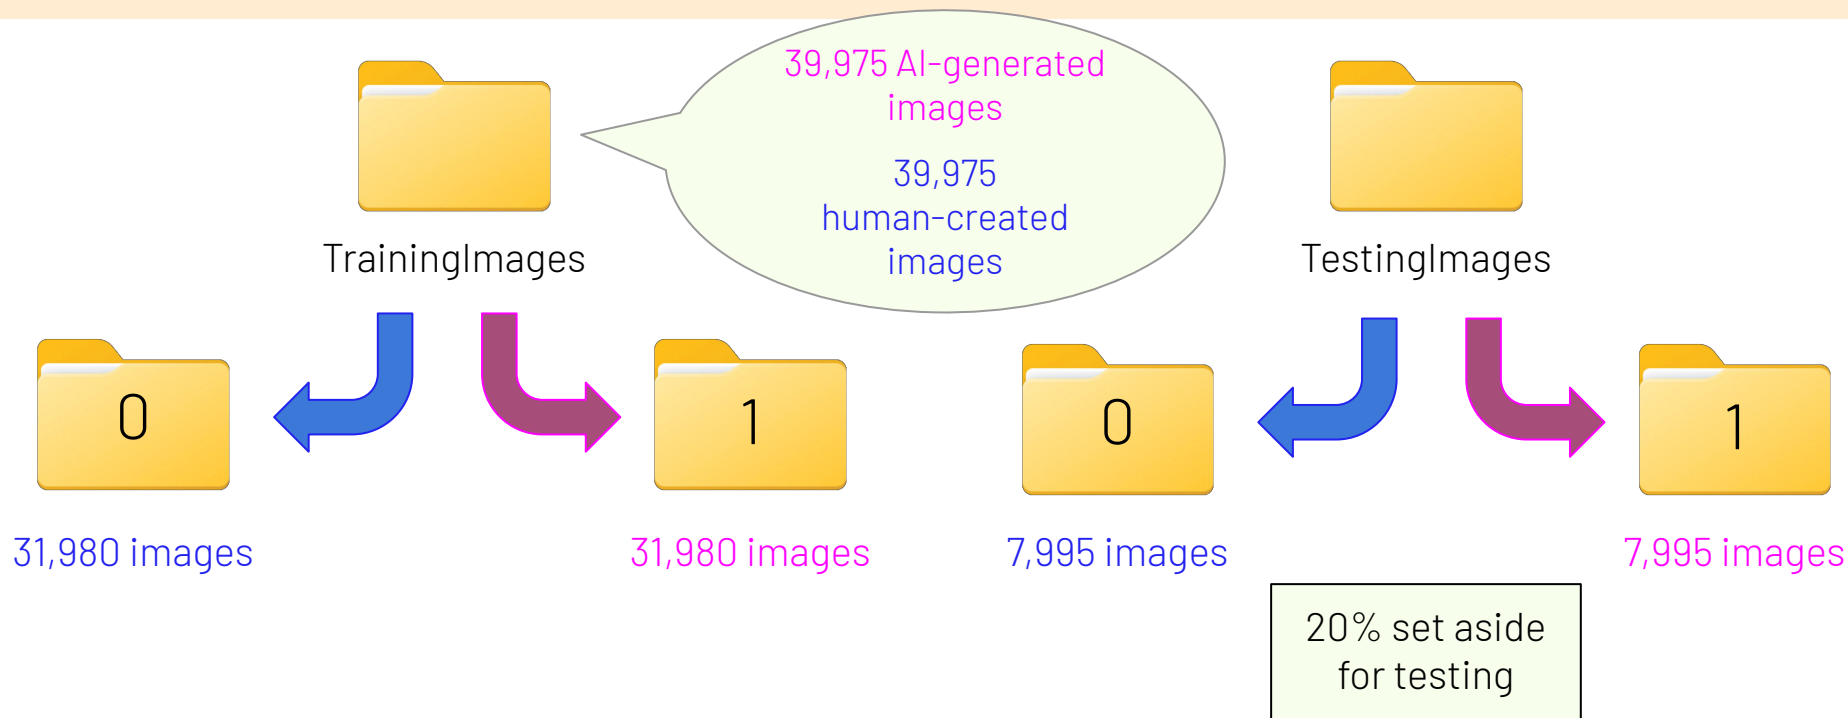 39,975 AI-generated
images
39,975
human-created
images
TrainingImages
TestingImages
0
1
0
1
31,980 images
31,980 images
7,995 images
7,995 images
20% set aside
for testing